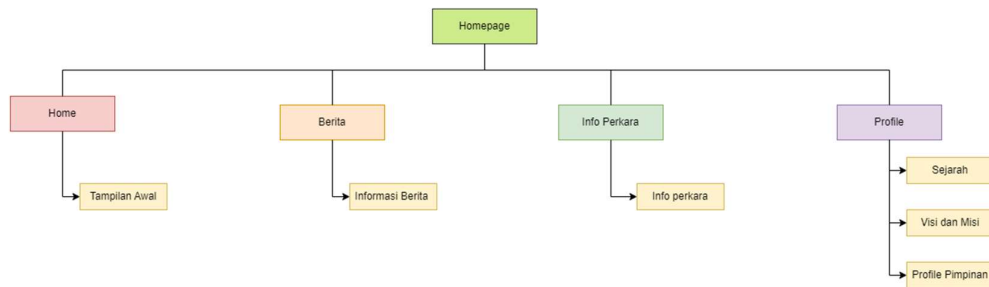 Homepage
Home
Berita
Info Perkara
Profile
Tampilan Awal
Informasi Berita
Info perkara
Sejarah
Visi dan Misi
Profile Pimpinan